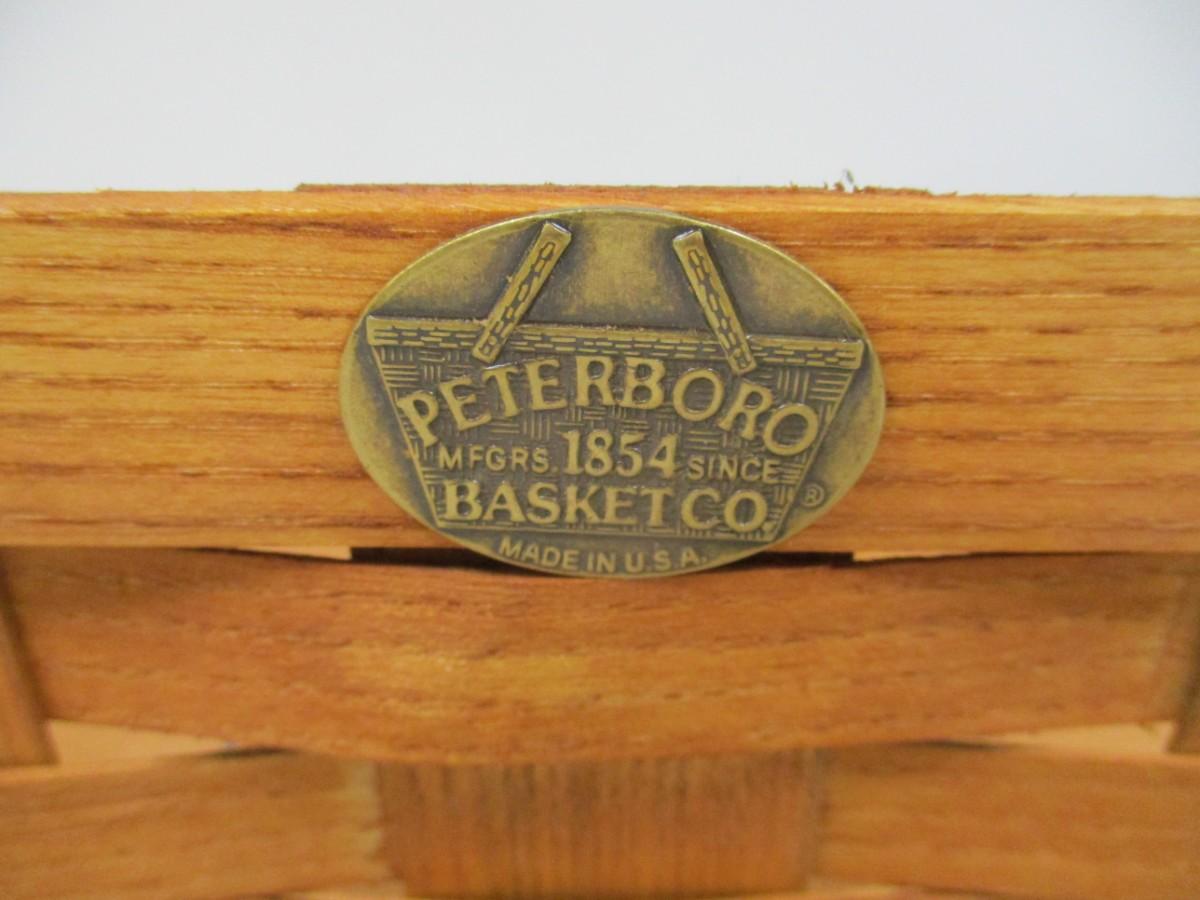 PETERBORO
MFGRS. 1854 SINCE
BASKET CO. ®
MADE IN U.S.A.